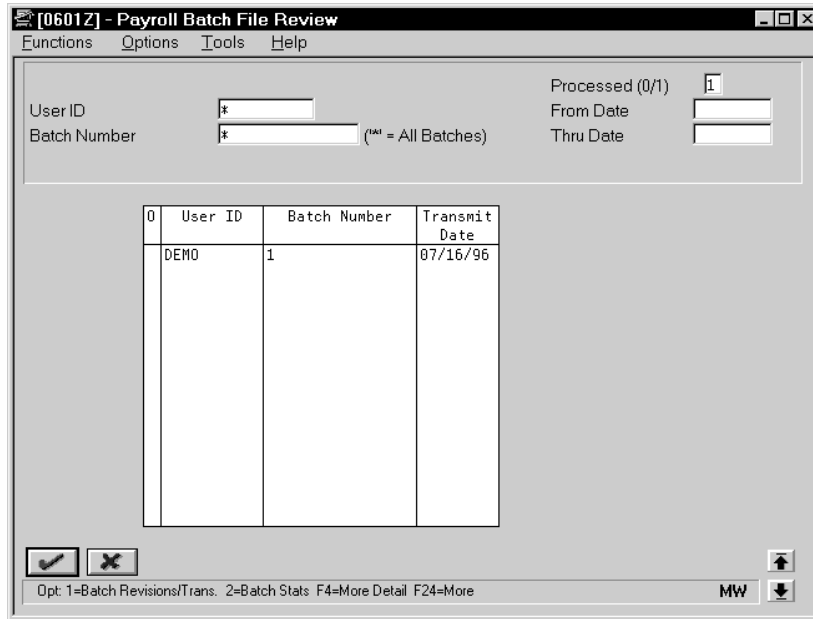 [0601Z] - Payroll Batch File Review
Functions Options Tools Help
Processed (0/1) 1
User ID * From Date
Batch Number * ('*' = All Batches) Thru Date
O User ID Batch Number Transmit
Date
DEMO 1 07/16/96
Opt: 1=Batch Revisions/Trans. 2=Batch Stats F4=More Detail F24=More MW